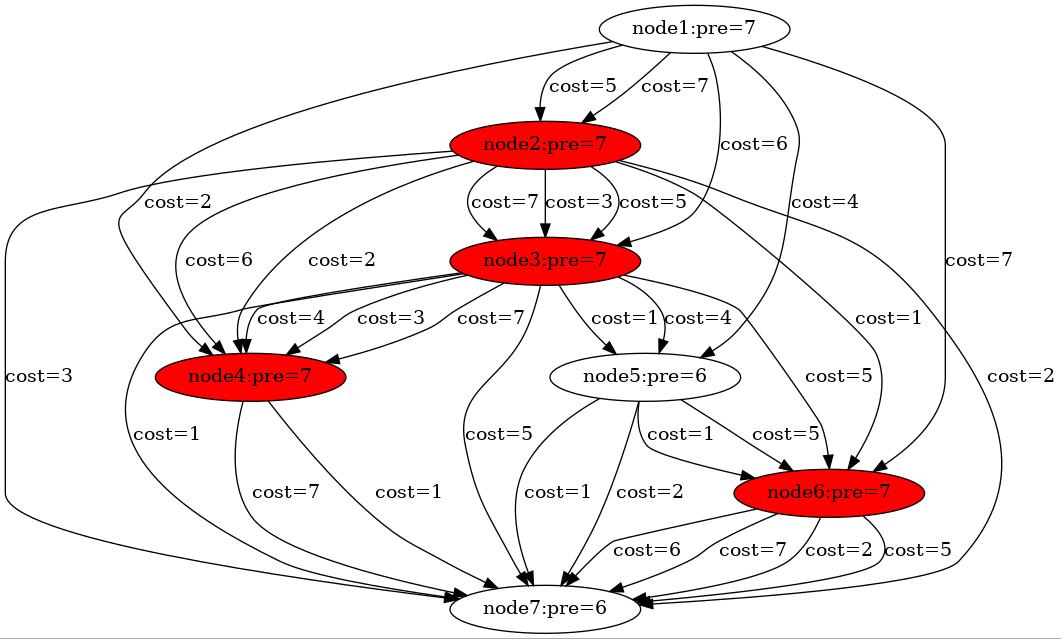 node1:pre=7
cost=5
cost=7
node2:pre=7
cost=6
cost=2
cost=7
cost=3
cost=5
cost=4
cost=6
cost=2
cost=7
node3:pre=7
cost=4
cost=3
cost=7
cost=1
cost=4
cost=1
cost=3
node4:pre=7
node5:pre=6
cost=5
cost=2
cost=1
cost=5
cost=1
cost=5
node6:pre=7
cost=7
cost=1
cost=1
cost=2
cost=6
cost=7
cost=2
cost=5
node7:pre=6